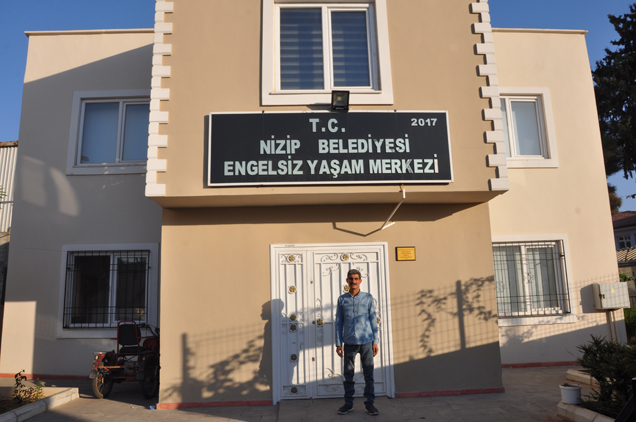 T.C.
2017
NİZİP BELEDİYESİ
ENGELSİZ YAŞAM MERKEZİ